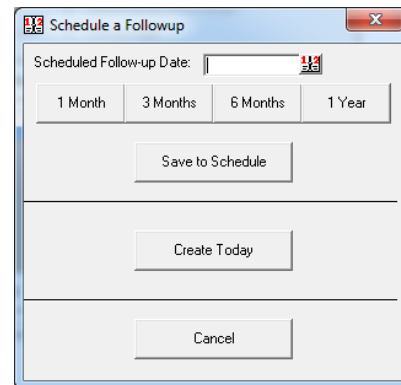 Schedule a Followup
Scheduled Follow-up Date:
1 Month 3 Months 6 Months 1 Year
Save to Schedule
Create Today
Cancel